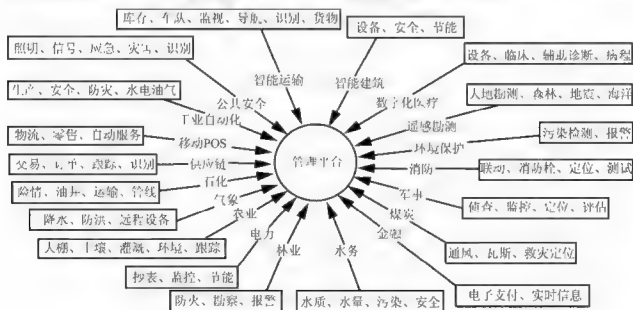 库存、车队、监视、导航、识别、货物
设备、安全、节能
照明、信号、应急、灾害、识别
设备、临床、辅助诊断、病程
智能运输
智能建筑
生产、安全、防火、水电油气
公共安全
数字化医疗
大地勘测、森林、地震、海洋
工业自动化
遥感勘测
物流、零售、自动服务
移动POS
环境保护
污染检测、报警
交易、订单、跟踪、识别
供应链
管理平台
消防
联动、消防栓、定位、测试
险情、油井、运输、管线
石化
军事
侦查、监控、定位、评估
气象
降水、防洪、远程设备
农业
煤炭
大棚、土壤、灌溉、环境、跟踪
电力
金融
通风、瓦斯、救灾定位
林业
水务
抄表、监控、节能
防火、勘察、报警
水质、水量、污染、安全
电子支付、实时信息